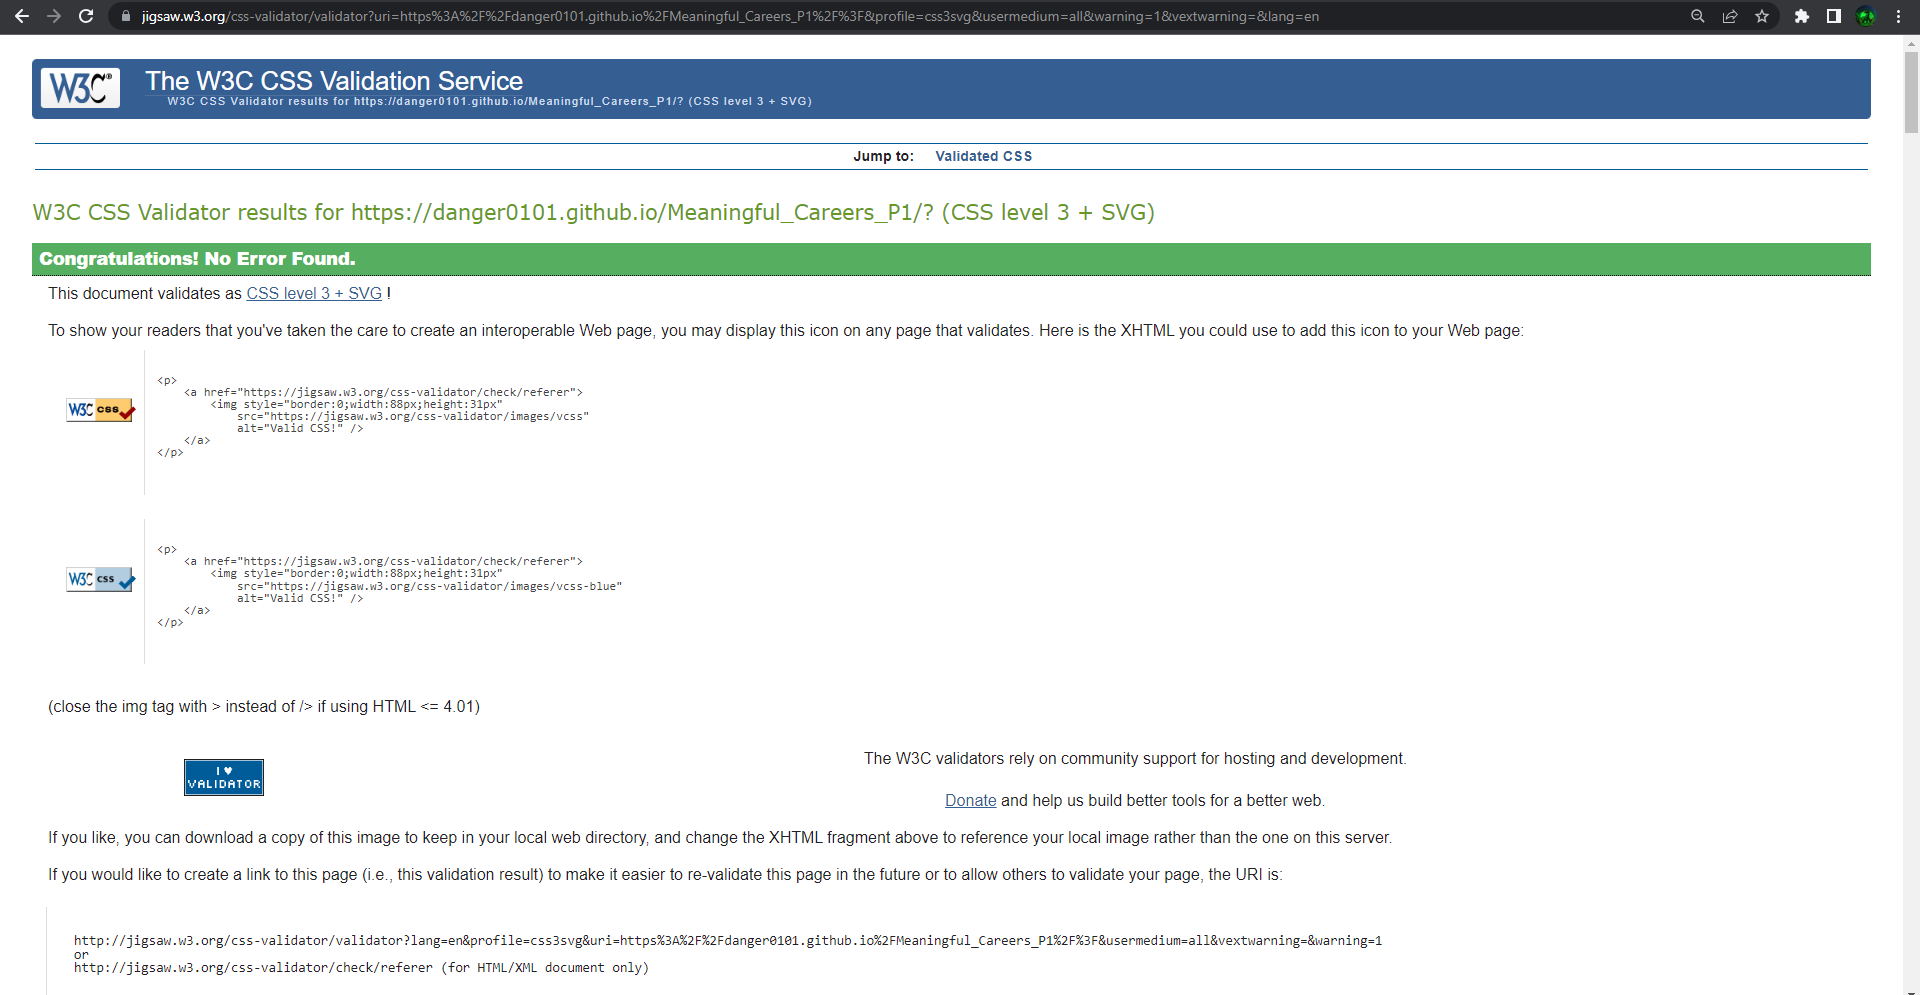 jigsaw.w3.org/css-validator/validator?uri=https%3A%2F%2Fdanger0101.github.io%2FMeaningful_Careers_P1%2F%3F&profile=css3svg&usermedium=all&warning=1&vextwarning=&lang=en
W3C®
The W3C CSS Validation Service
W3C CSS Validator results for https://danger0101.github.io/Meaningful_Careers_P1/? (CSS level 3 + SVG)
Jump to: Validated CSS
W3C CSS Validator results for https://danger0101.github.io/Meaningful_Careers_P1/? (CSS level 3 + SVG)
Congratulations! No Error Found.
This document validates as CSS level 3 + SVG !
To show your readers that you've taken the care to create an interoperable Web page, you may display this icon on any page that validates. Here is the XHTML you could use to add this icon to your Web page:
W3C css
<p>
<a href="https://jigsaw.w3.org/css-validator/check/referer">
<img style="border:0;width:88px;height:31px"
src="https://jigsaw.w3.org/css-validator/images/vcss"
alt="Valid CSS!" />
</a>
</p>
W3C css
<p>
<a href="https://jigsaw.w3.org/css-validator/check/referer">
<img style="border:0;width:88px;height:31px"
src="https://jigsaw.w3.org/css-validator/images/vcss-blue"
alt="Valid CSS!" />
</a>
</p>
(close the img tag with > instead of /> if using HTML <= 4.01)
I ♥
VALIDATOR
The W3C validators rely on community support for hosting and development.
Donate and help us build better tools for a better web.
If you like, you can download a copy of this image to keep in your local web directory, and change the XHTML fragment above to reference your local image rather than the one on this server.
If you would like to create a link to this page (i.e., this validation result) to make it easier to re-validate this page in the future or to allow others to validate your page, the URI is:
http://jigsaw.w3.org/css-validator/validator?lang=en&profile=css3svg&uri=https%3A%2F%2Fdanger0101.github.io%2FMeaningful_Careers_P1%2F%3F&usermedium=all&vextwarning=&warning=1
or
http://jigsaw.w3.org/css-validator/check/referer (for HTML/XML document only)